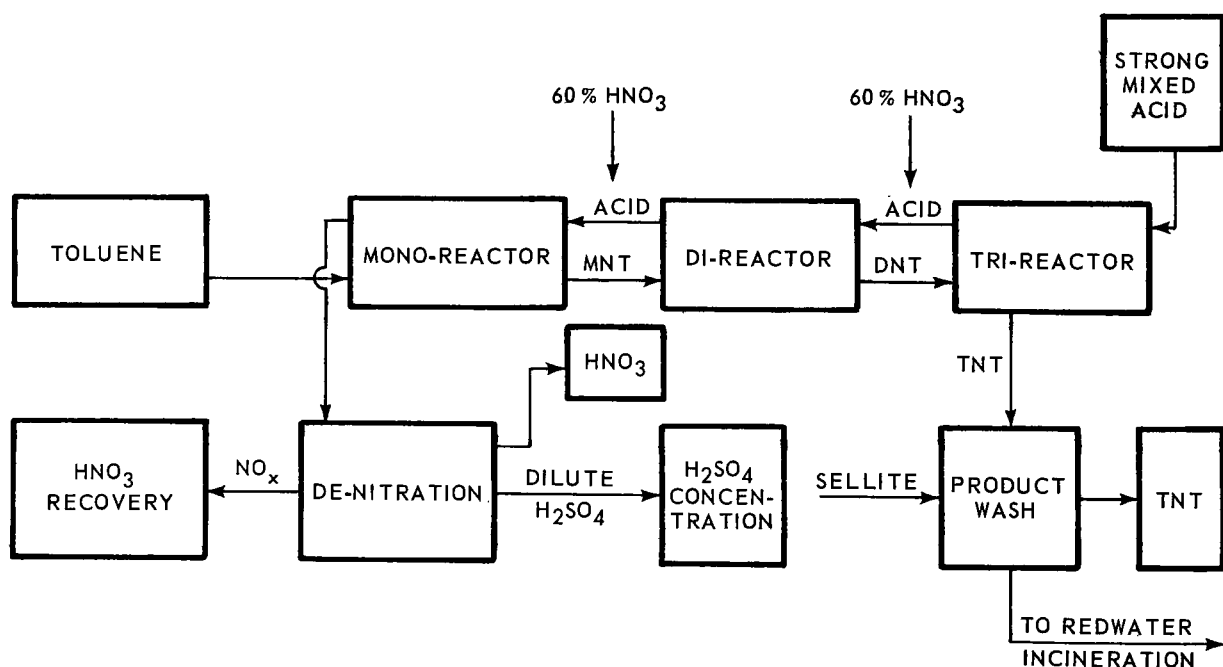 60% HNO₃
60% HNO₃
STRONG
MIXED
ACID
TOLUENE
MONO-REACTOR
ACID
MNT
DI-REACTOR
ACID
DNT
TRI-REACTOR
HNO₃
TNT
HNO₃
RECOVERY
NOₓ
DE-NITRATION
DILUTE
H₂SO₄
H₂SO₄
CONCEN-
TRATION
SELLITE
PRODUCT
WASH
TNT
TO REDWATER
INCINERATION